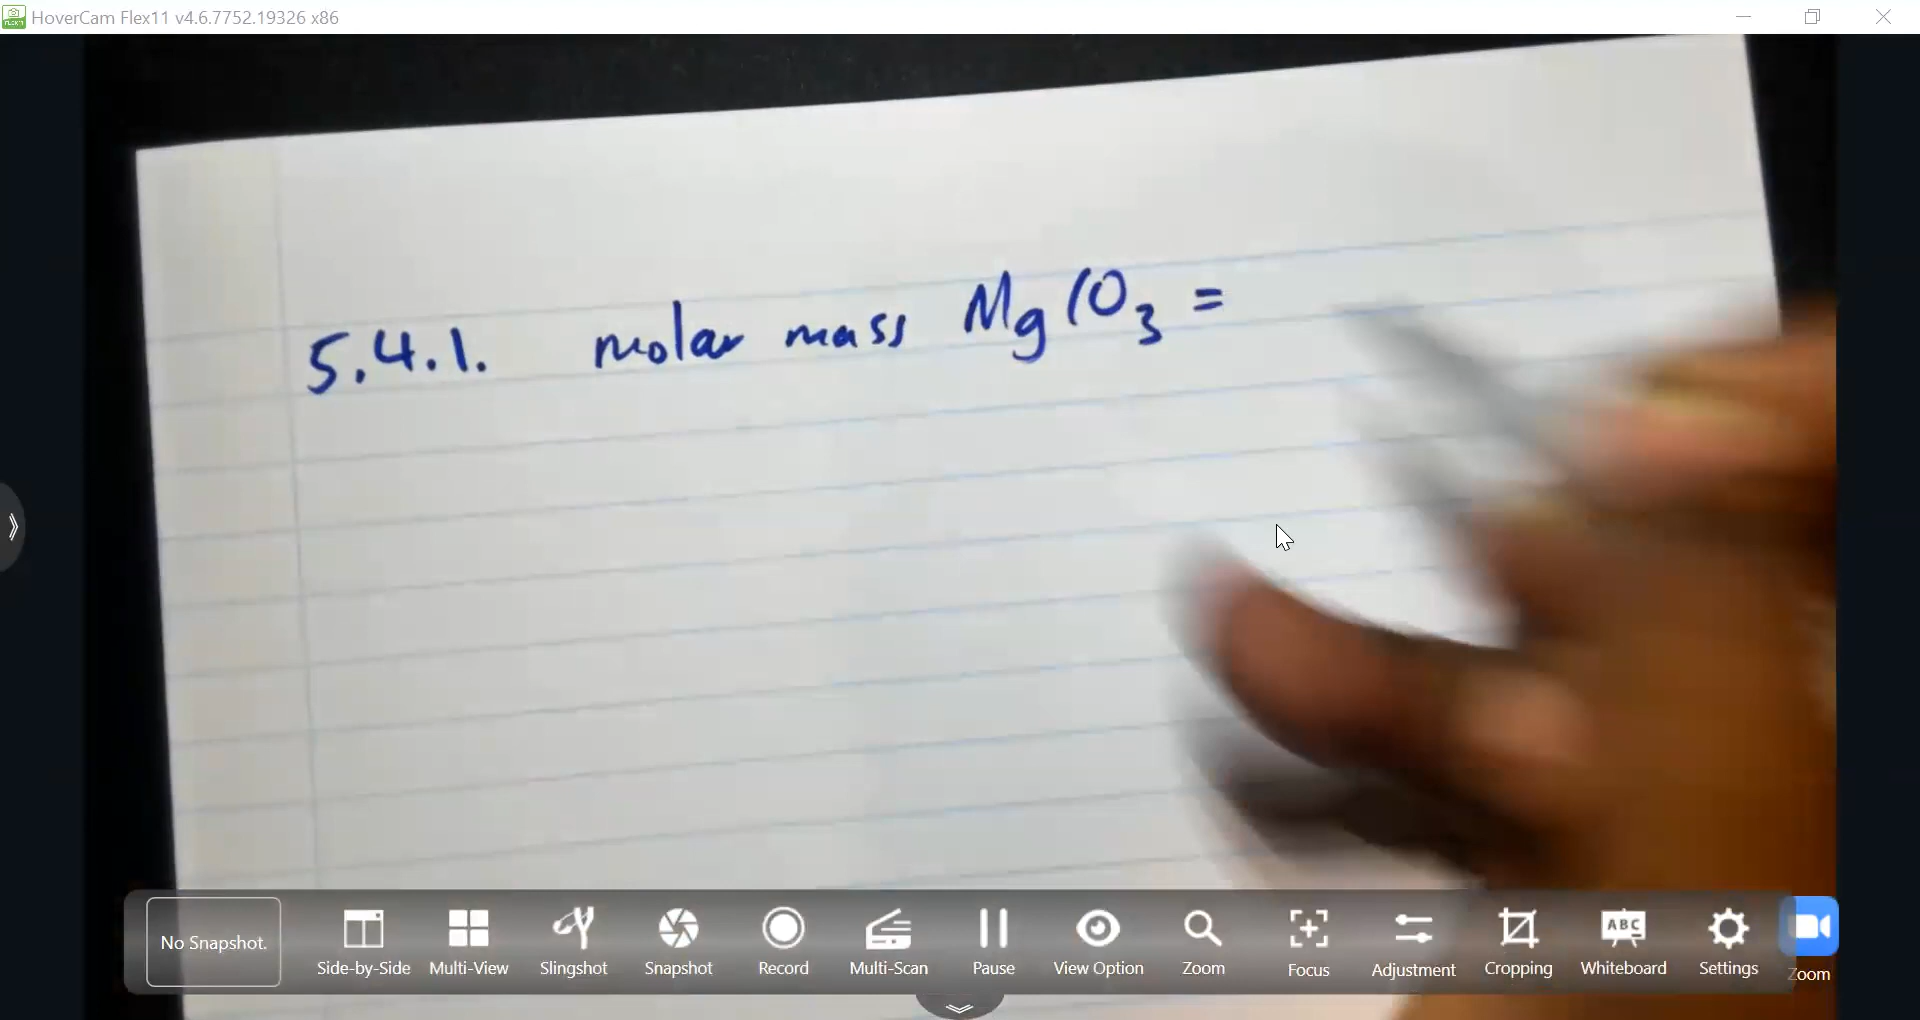 HoverCam Flex11 v4.6.7752.19326 x86
5.4.1. molar mass MgCO₃ =
No Snapshot.
Side-by-Side Multi-View Slingshot Snapshot Record Multi-Scan Pause View Option Zoom Focus Adjustment Cropping ABC Whiteboard Settings Zoom